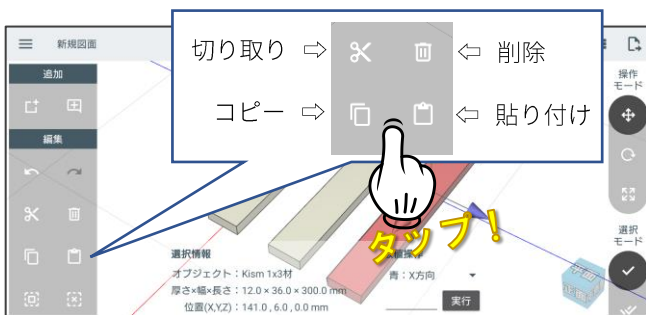 新規図面
追加
編集
切り取り ⇨
⇦ 削除
コピー ⇨
⇦ 貼り付け
タップ！
操作
モード
選択
モード
選択情報
オブジェクト：Kism 1x3材
厚さ×幅×長さ：12.0 × 36.0 × 300.0 mm
位置(X,Y,Z)：141.0 , 6.0 , 0.0 mm
青：X方向
実行